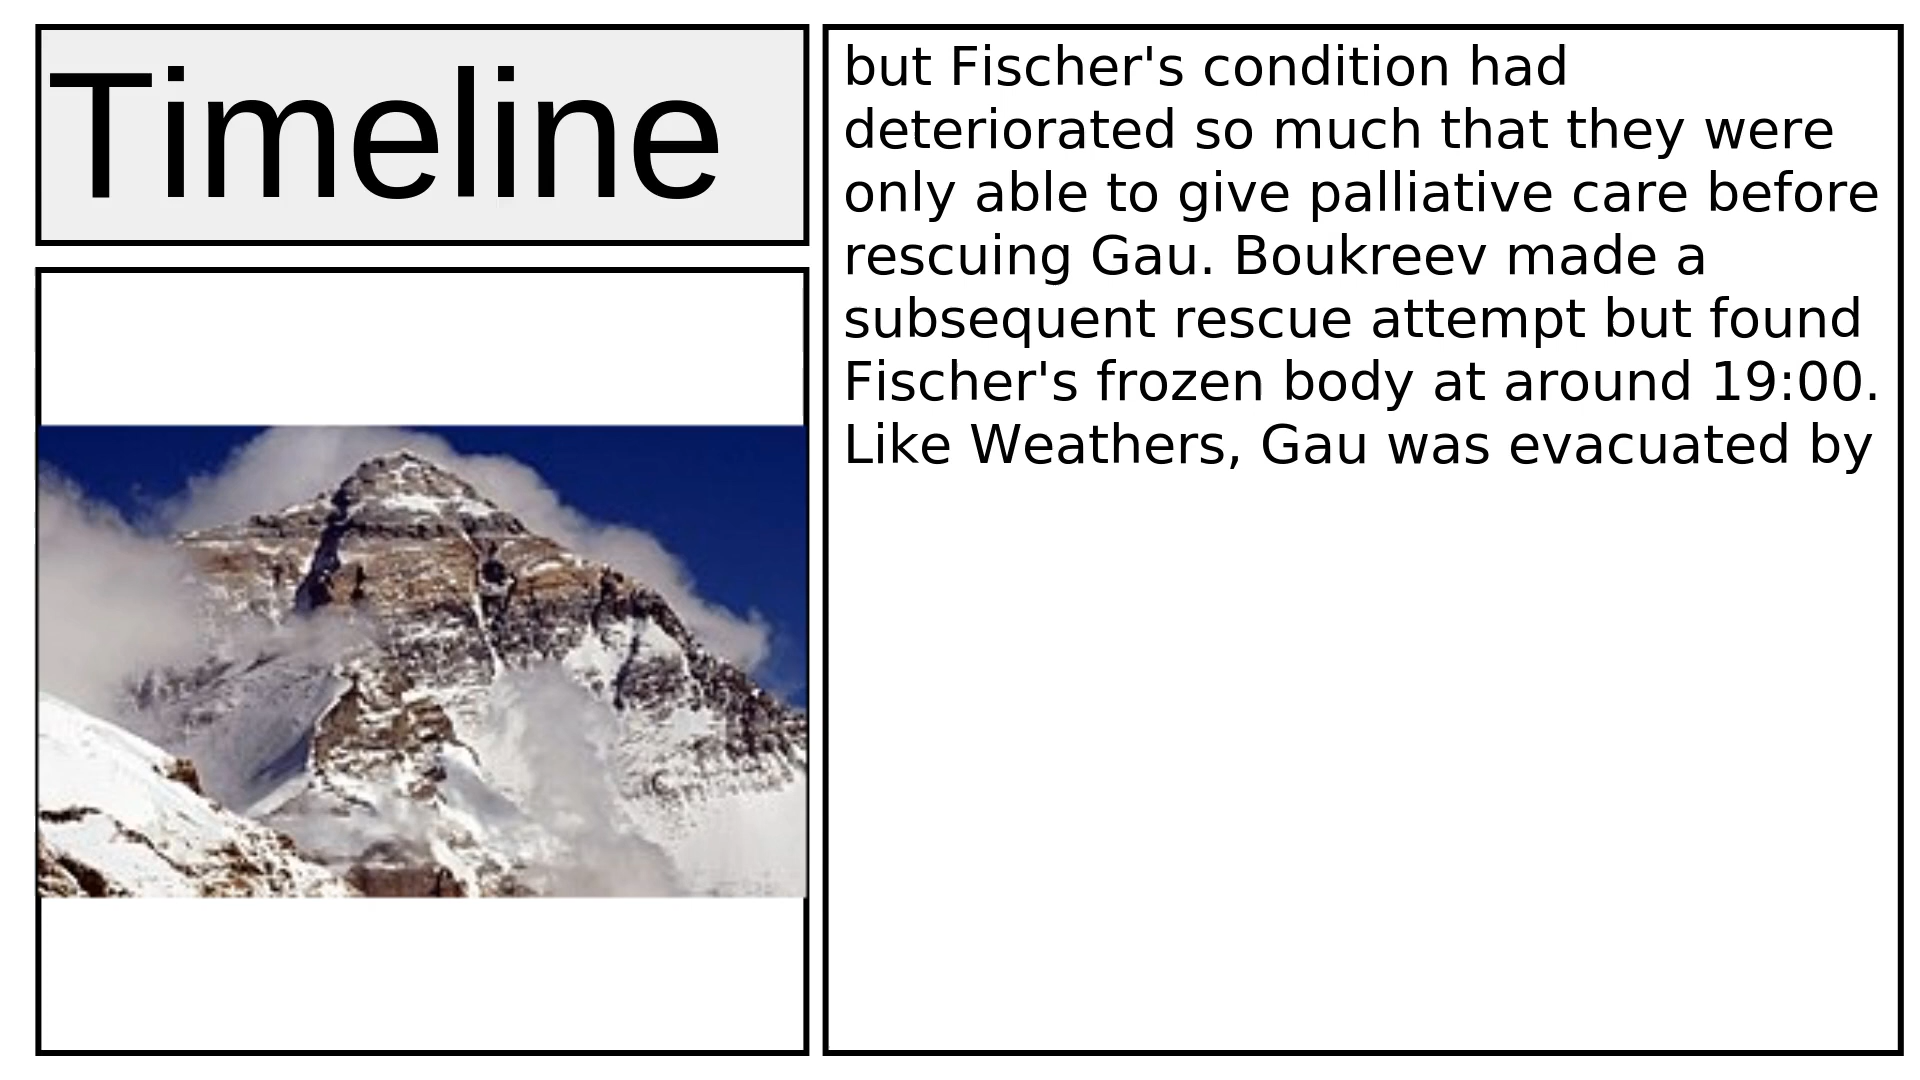 Timeline
but Fischer's condition had
deteriorated so much that they were
only able to give palliative care before
rescuing Gau. Boukreev made a
subsequent rescue attempt but found
Fischer's frozen body at around 19:00.
Like Weathers, Gau was evacuated by